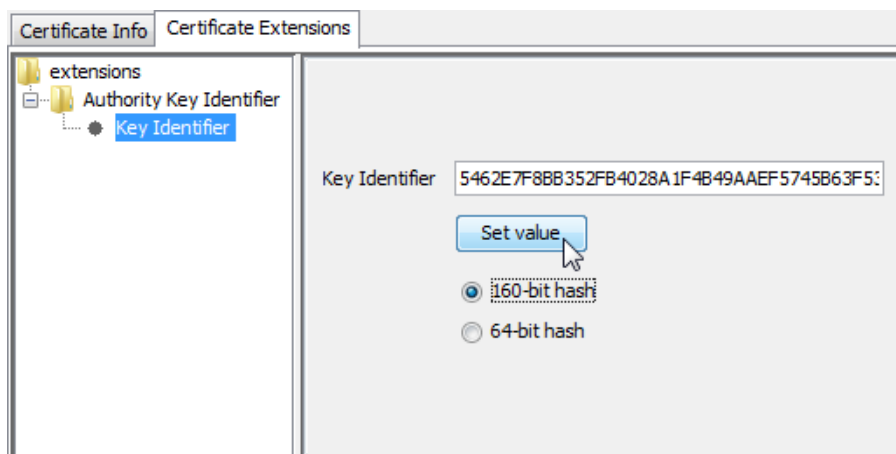 Certificate Info
Certificate Extensions
extensions
Authority Key Identifier
Key Identifier
Key Identifier
5462E7F8BB352FB4028A1F4B49AAEF5745B63F53
Set value
160-bit hash
64-bit hash